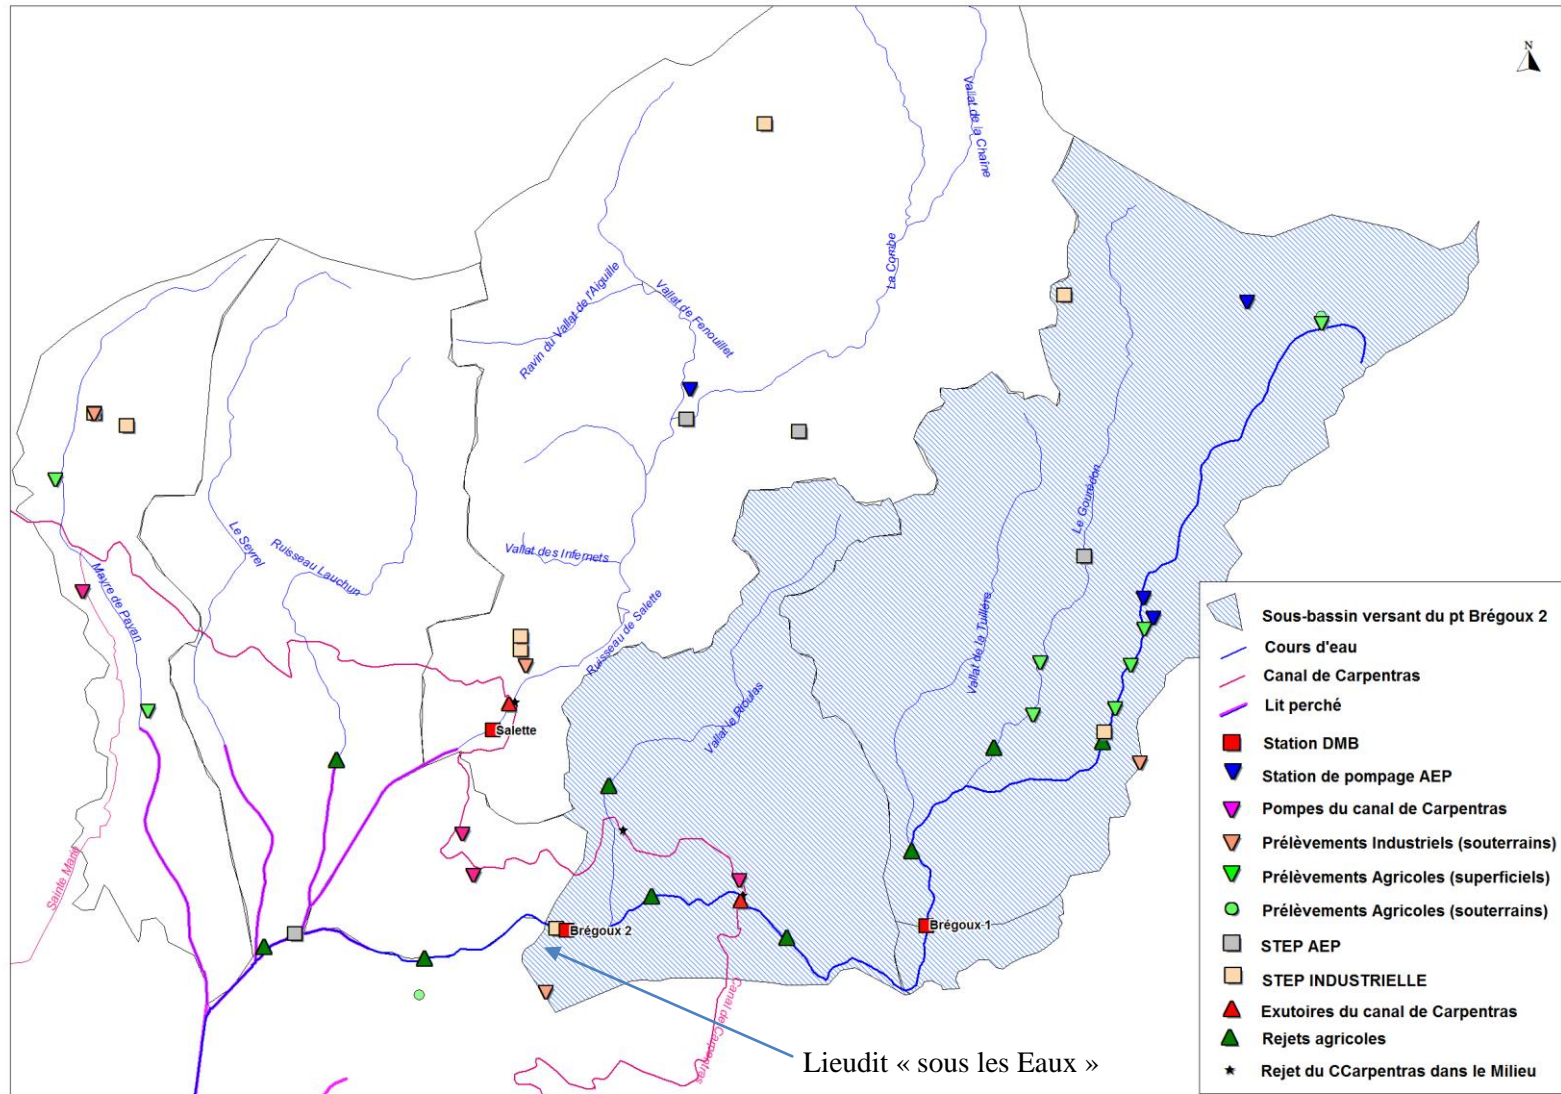 N
Vallat de la Chaîne
La Combe
Ravin du Vallat de l'Aiguille
Vallat de Fenouillet
Le Seyrel
Ruisseau Lauchun
Vallat des Infernets
Mayre de Payan
Ruisseau de Salette
Le Gourédon
Vallat de la Tuilière
Vallat le Rioulas
Salette
Sainte Marie
Brégoux 2
Brégoux 1
Canal de Carpentras
Lieudit « sous les Eaux »
Sous-bassin versant du pt Brégoux 2
Cours d'eau
Canal de Carpentras
Lit perché
Station DMB
Station de pompage AEP
Pompes du canal de Carpentras
Prélèvements Industriels (souterrains)
Prélèvements Agricoles (superficiels)
Prélèvements Agricoles (souterrains)
STEP AEP
STEP INDUSTRIELLE
Exutoires du canal de Carpentras
Rejets agricoles
Rejet du CCarpentras dans le Milieu